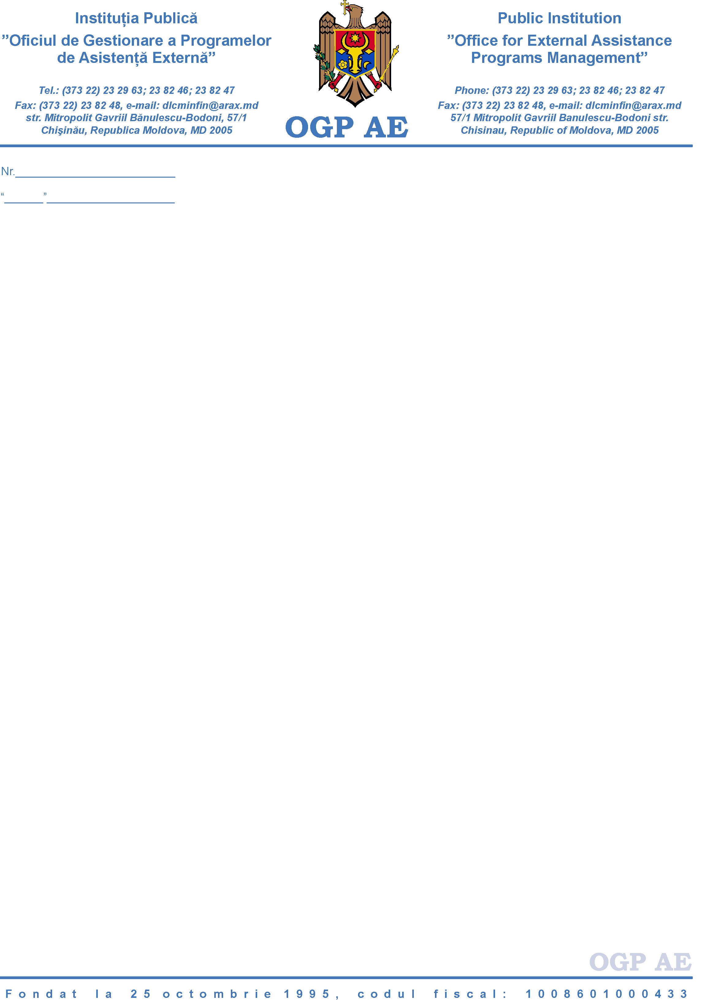 Instituția Publică
”Oficiul de Gestionare a Programelor
de Asistență Externă”
Tel.: (373 22) 23 29 63; 23 82 46; 23 82 47
Fax: (373 22) 23 82 48, e-mail: dlcminfin@arax.md
str. Mitropolit Gavriil Bănulescu-Bodoni, 57/1
Chişinău, Republica Moldova, MD 2005
OGP AE
Public Institution
”Office for External Assistance
Programs Management”
Phone: (373 22) 23 29 63; 23 82 46; 23 82 47
Fax: (373 22) 23 82 48, e-mail: dlcminfin@arax.md
57/1 Mitropolit Gavriil Banulescu-Bodoni str.
Chisinau, Republic of Moldova, MD 2005
Nr.__________________________
“______”____________________
OGP AE
Fondat la 25 octombrie 1995, codul fiscal: 1008601000433